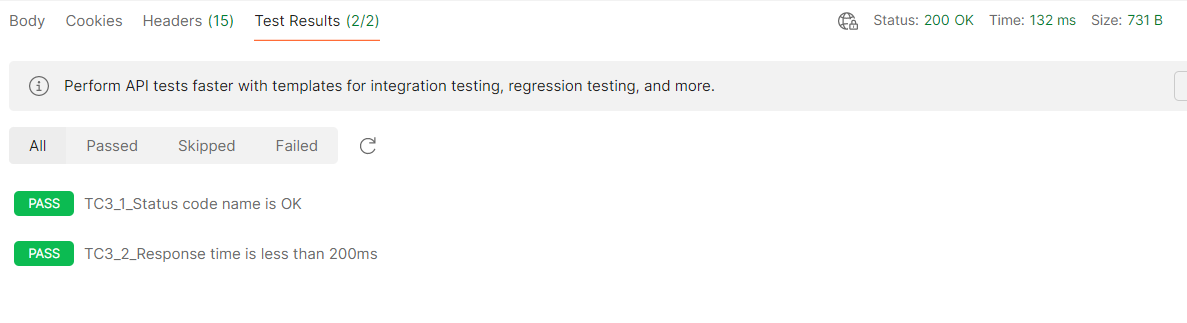 Body Cookies Headers (15) Test Results (2/2) Status: 200 OK Time: 132 ms Size: 731 B
Perform API tests faster with templates for integration testing, regression testing, and more.
All Passed Skipped Failed
PASS TC3_1_Status code name is OK
PASS TC3_2_Response time is less than 200ms